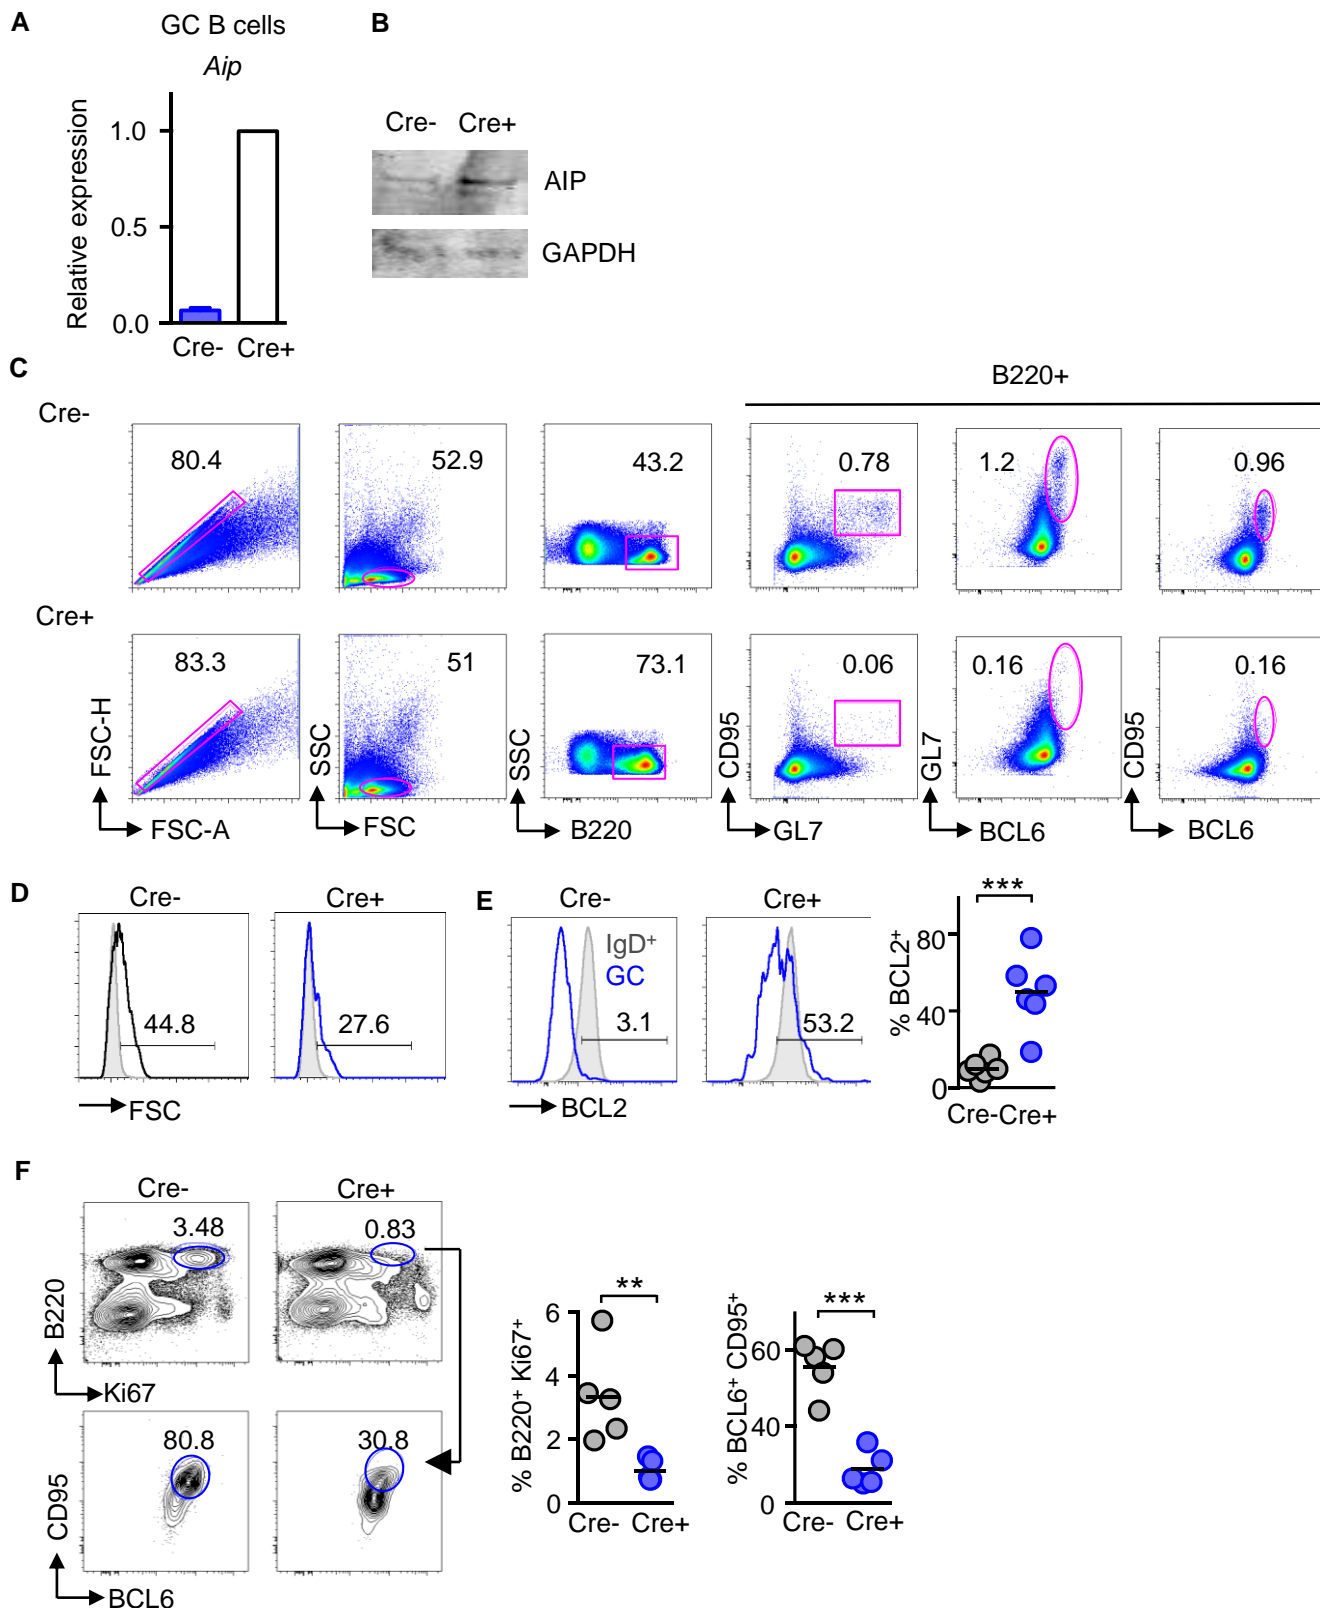 A
GC B cells
Aip
Relative expression
1.0
0.5
0.0
Cre- Cre+
B
Cre- Cre+
AIP
GAPDH
C
B220+
Cre-
80.4 52.9 43.2 0.78 1.2 0.96
Cre+
83.3 51 73.1 0.06 0.16 0.16
FSC-H SSC SSC CD95 GL7 CD95
FSC-A FSC B220 GL7 BCL6 BCL6
D
Cre- Cre+
44.8 27.6
FSC
E
Cre- Cre+
IgD+
GC
3.1 53.2
BCL2
***
% BCL2+
80
40
0
Cre- Cre+
F
Cre- Cre+
3.48 0.83
B220
Ki67
80.8 30.8
CD95
BCL6
**
% B220+ Ki67+
6
4
2
0
Cre- Cre+
***
% BCL6+ CD95+
60
40
0
Cre- Cre+